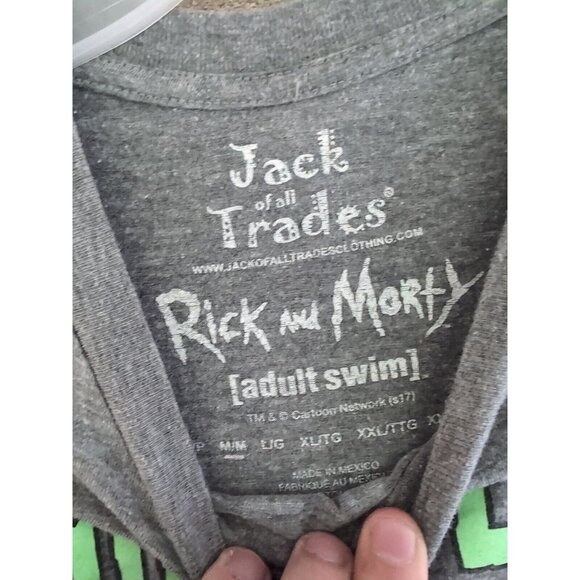 Jack
of all
Trades®
WWW.JACKOFALLTRADESCLOTHING.COM
Rick and Morty
[adult swim]
TM & © Cartoon Network (s17)
M/M L/G XL/TG XXL/TTG
MADE IN MEXICO
FABRIQUÉ AU